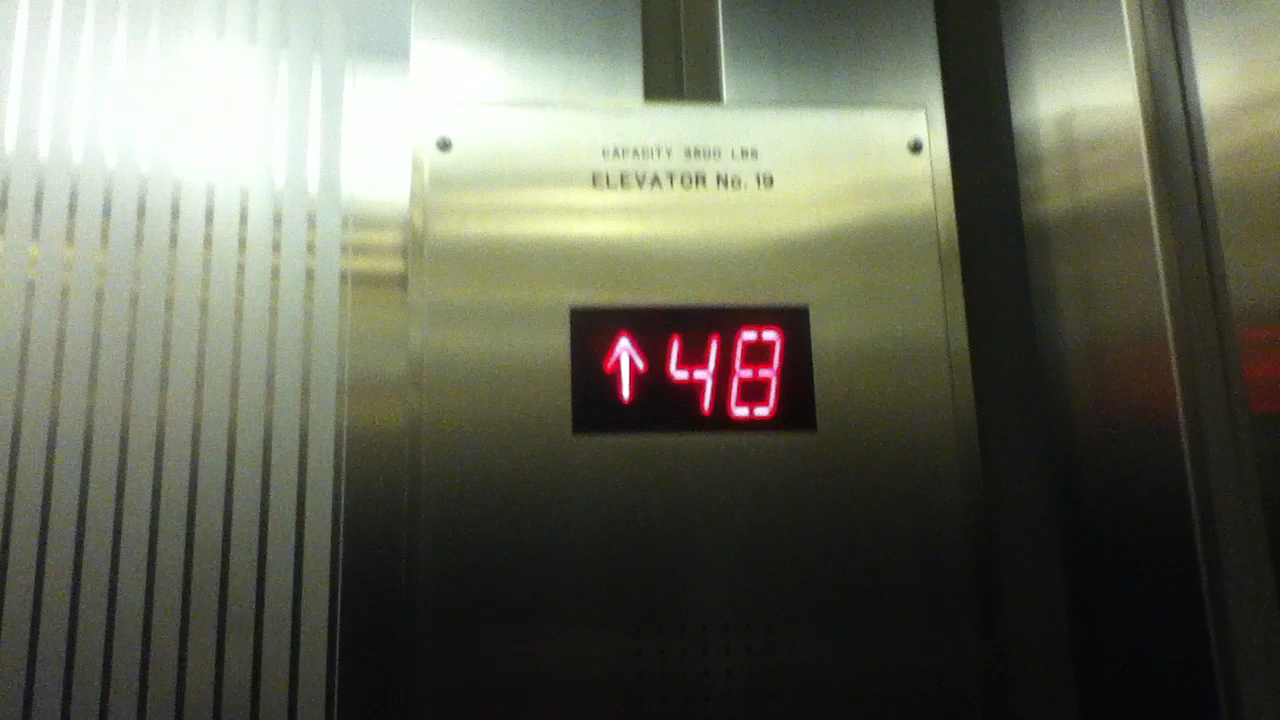 CAPACITY LBS.
ELEVATOR No. 19
↑ 48